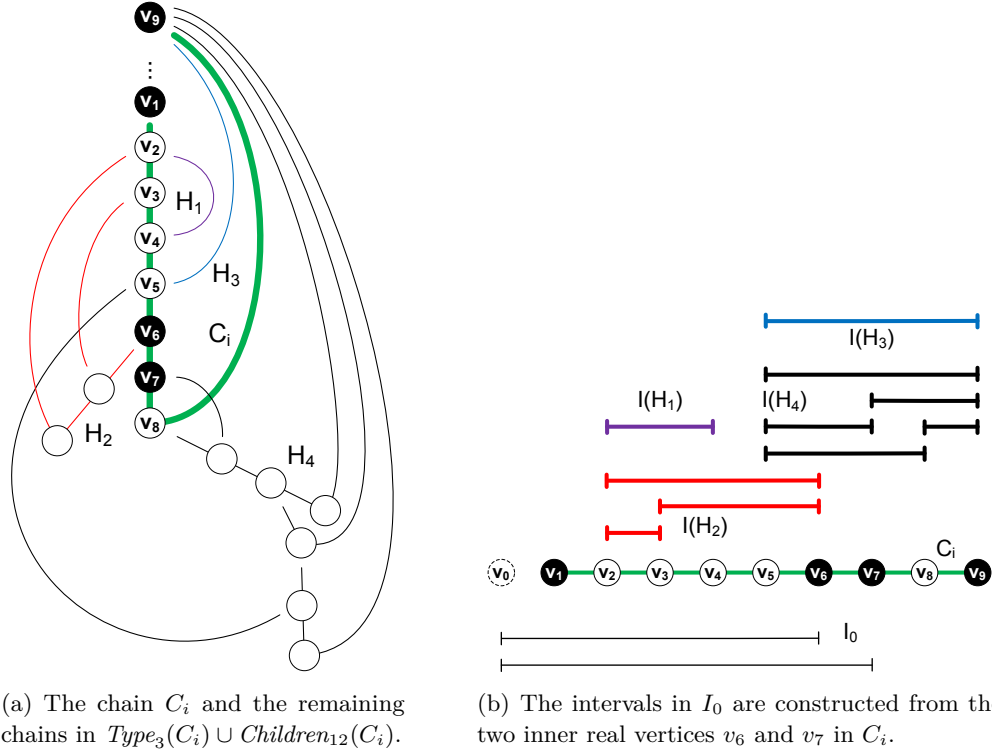 v9
⋮
v1
v2
v3
H1
v4
v5
H3
v6
Ci
v7
v8
H2
H4
(a) The chain Ci and the remaining
chains in Type3(Ci) ∪ Children12(Ci).
I(H3)
I(H1)
I(H4)
I(H2)
Ci
v0 v1 v2 v3 v4 v5 v6 v7 v8 v9
I0
(b) The intervals in I0 are constructed from the
two inner real vertices v6 and v7 in Ci.